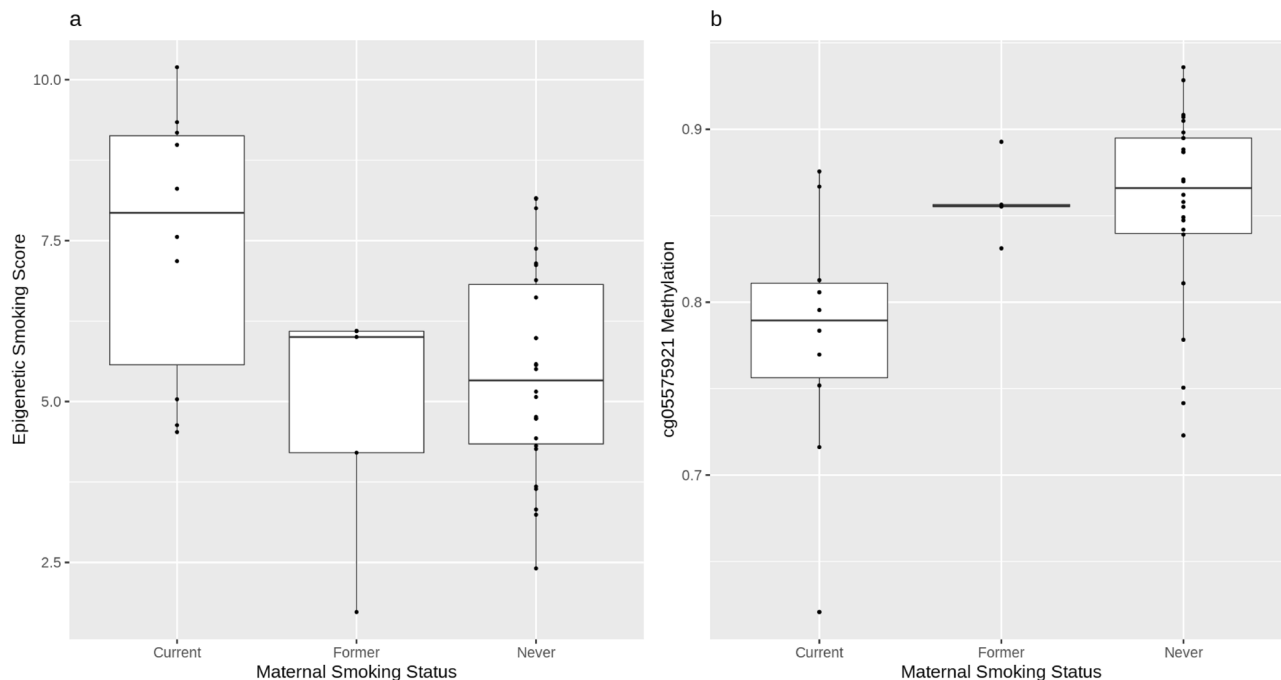 a
Epigenetic Smoking Score
10.0
7.5
5.0
2.5
Current Former Never
Maternal Smoking Status
b
cg05575921 Methylation
0.9
0.8
0.7
Current Former Never
Maternal Smoking Status